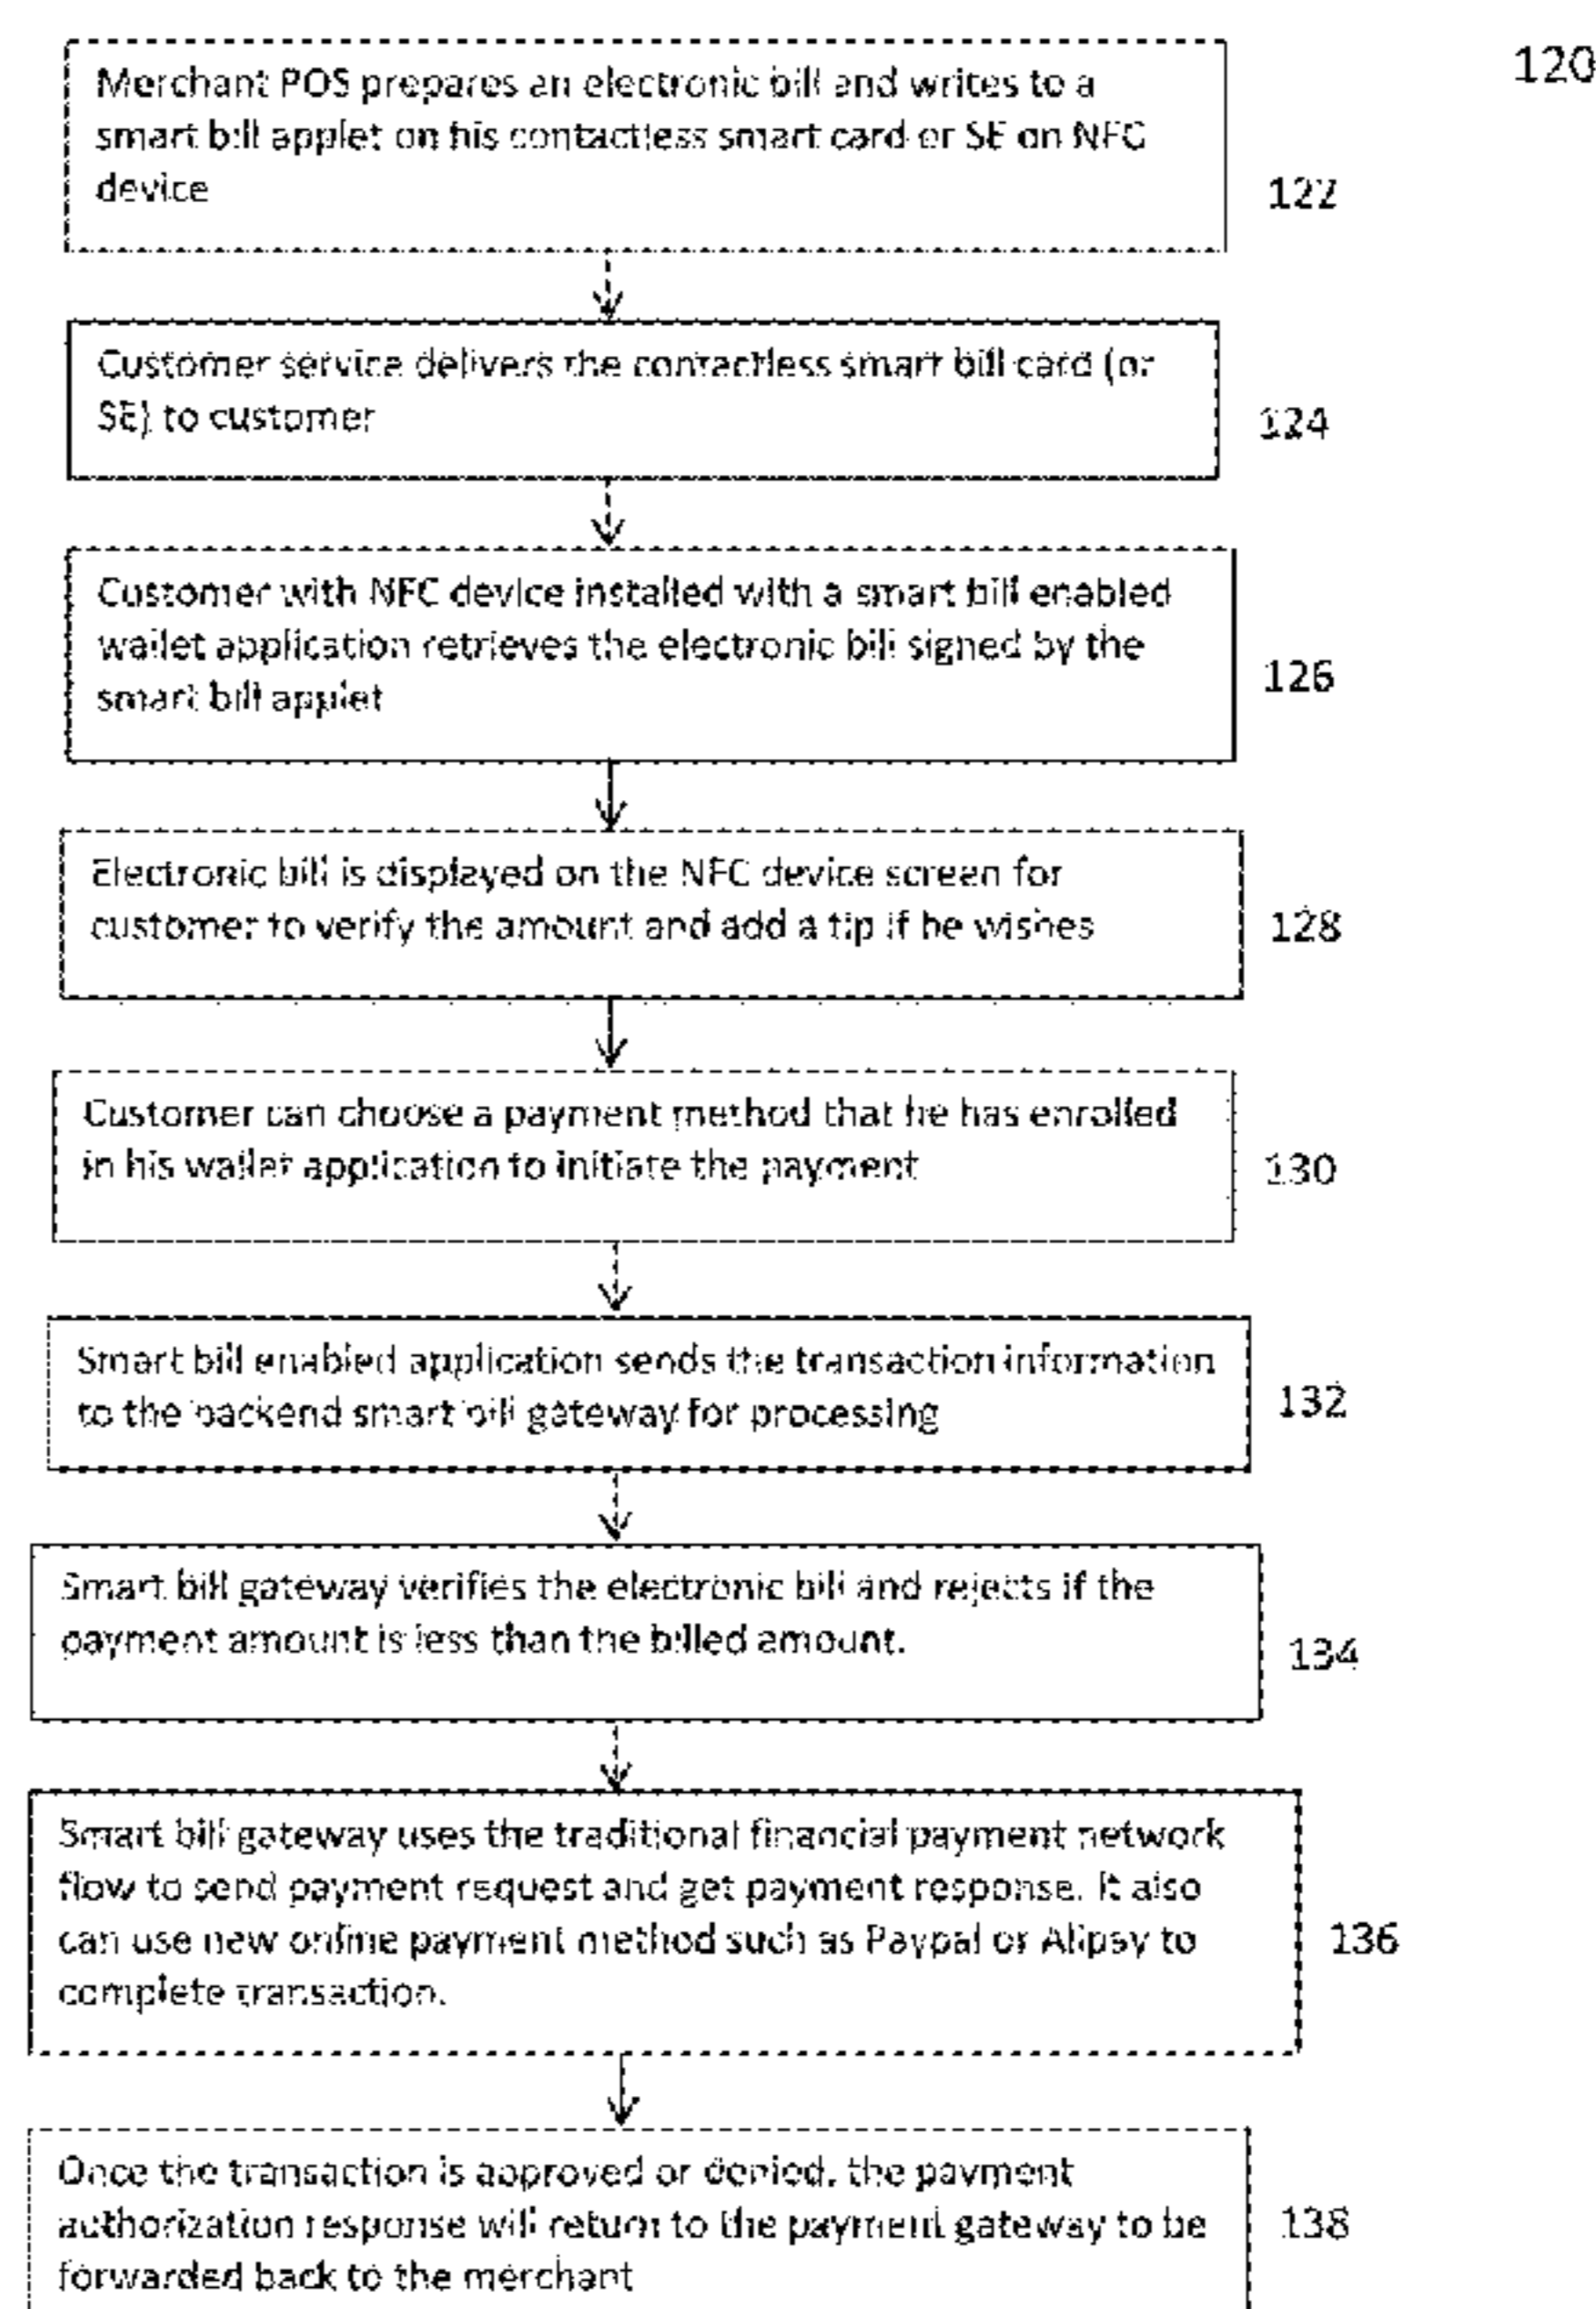 120
Merchant POS prepares an electronic bill and writes to a
smart bill applet on his contactless smart card or SE on NFC
device
122
Customer service delivers the contactless smart bill card (or
SE) to customer
124
Customer with NFC device installed with a smart bill enabled
wallet application retrieves the electronic bill signed by the
smart bill applet
126
Electronic bill is displayed on the NFC device screen for
customer to verify the amount and add a tip if he wishes
128
Customer can choose a payment method that he has enrolled
in his wallet application to initiate the payment
130
Smart bill enabled application sends the transaction information
to the backend smart bill gateway for processing
132
Smart bill gateway verifies the electronic bill and rejects if the
payment amount is less than the billed amount.
134
Smart bill gateway uses the traditional financial payment network
flow to send payment request and get payment response. It also
can use new online payment method such as Paypal or Alipay to
complete transaction.
136
Once the transaction is approved or denied, the payment
authorization response will return to the payment gateway to be
forwarded back to the merchant
138